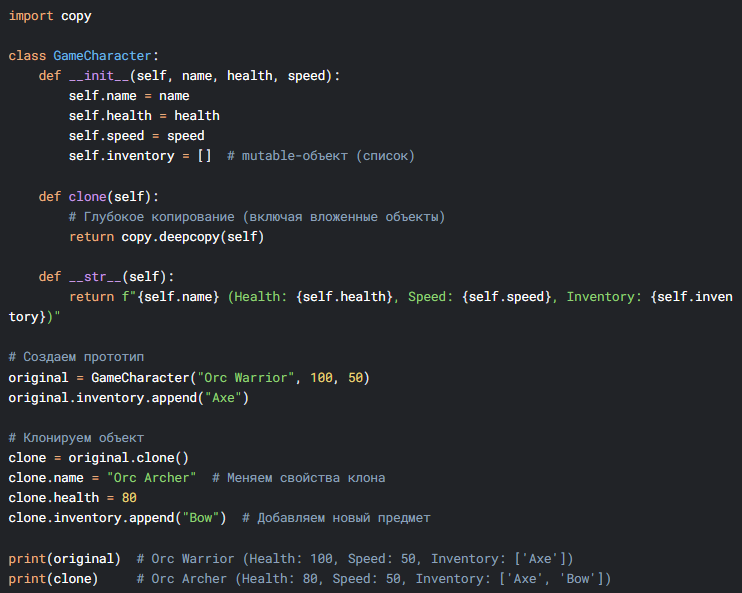 import copy

class GameCharacter:
    def __init__(self, name, health, speed):
        self.name = name
        self.health = health
        self.speed = speed
        self.inventory = []  # mutable-объект (список)

    def clone(self):
        # Глубокое копирование (включая вложенные объекты)
        return copy.deepcopy(self)

    def __str__(self):
        return f"{self.name} (Health: {self.health}, Speed: {self.speed}, Inventory: {self.inven
tory})"

# Создаем прототип
original = GameCharacter("Orc Warrior", 100, 50)
original.inventory.append("Axe")

# Клонируем объект
clone = original.clone()
clone.name = "Orc Archer"  # Меняем свойства клона
clone.health = 80
clone.inventory.append("Bow")  # Добавляем новый предмет

print(original)  # Orc Warrior (Health: 100, Speed: 50, Inventory: ['Axe'])
print(clone)     # Orc Archer (Health: 80, Speed: 50, Inventory: ['Axe', 'Bow'])